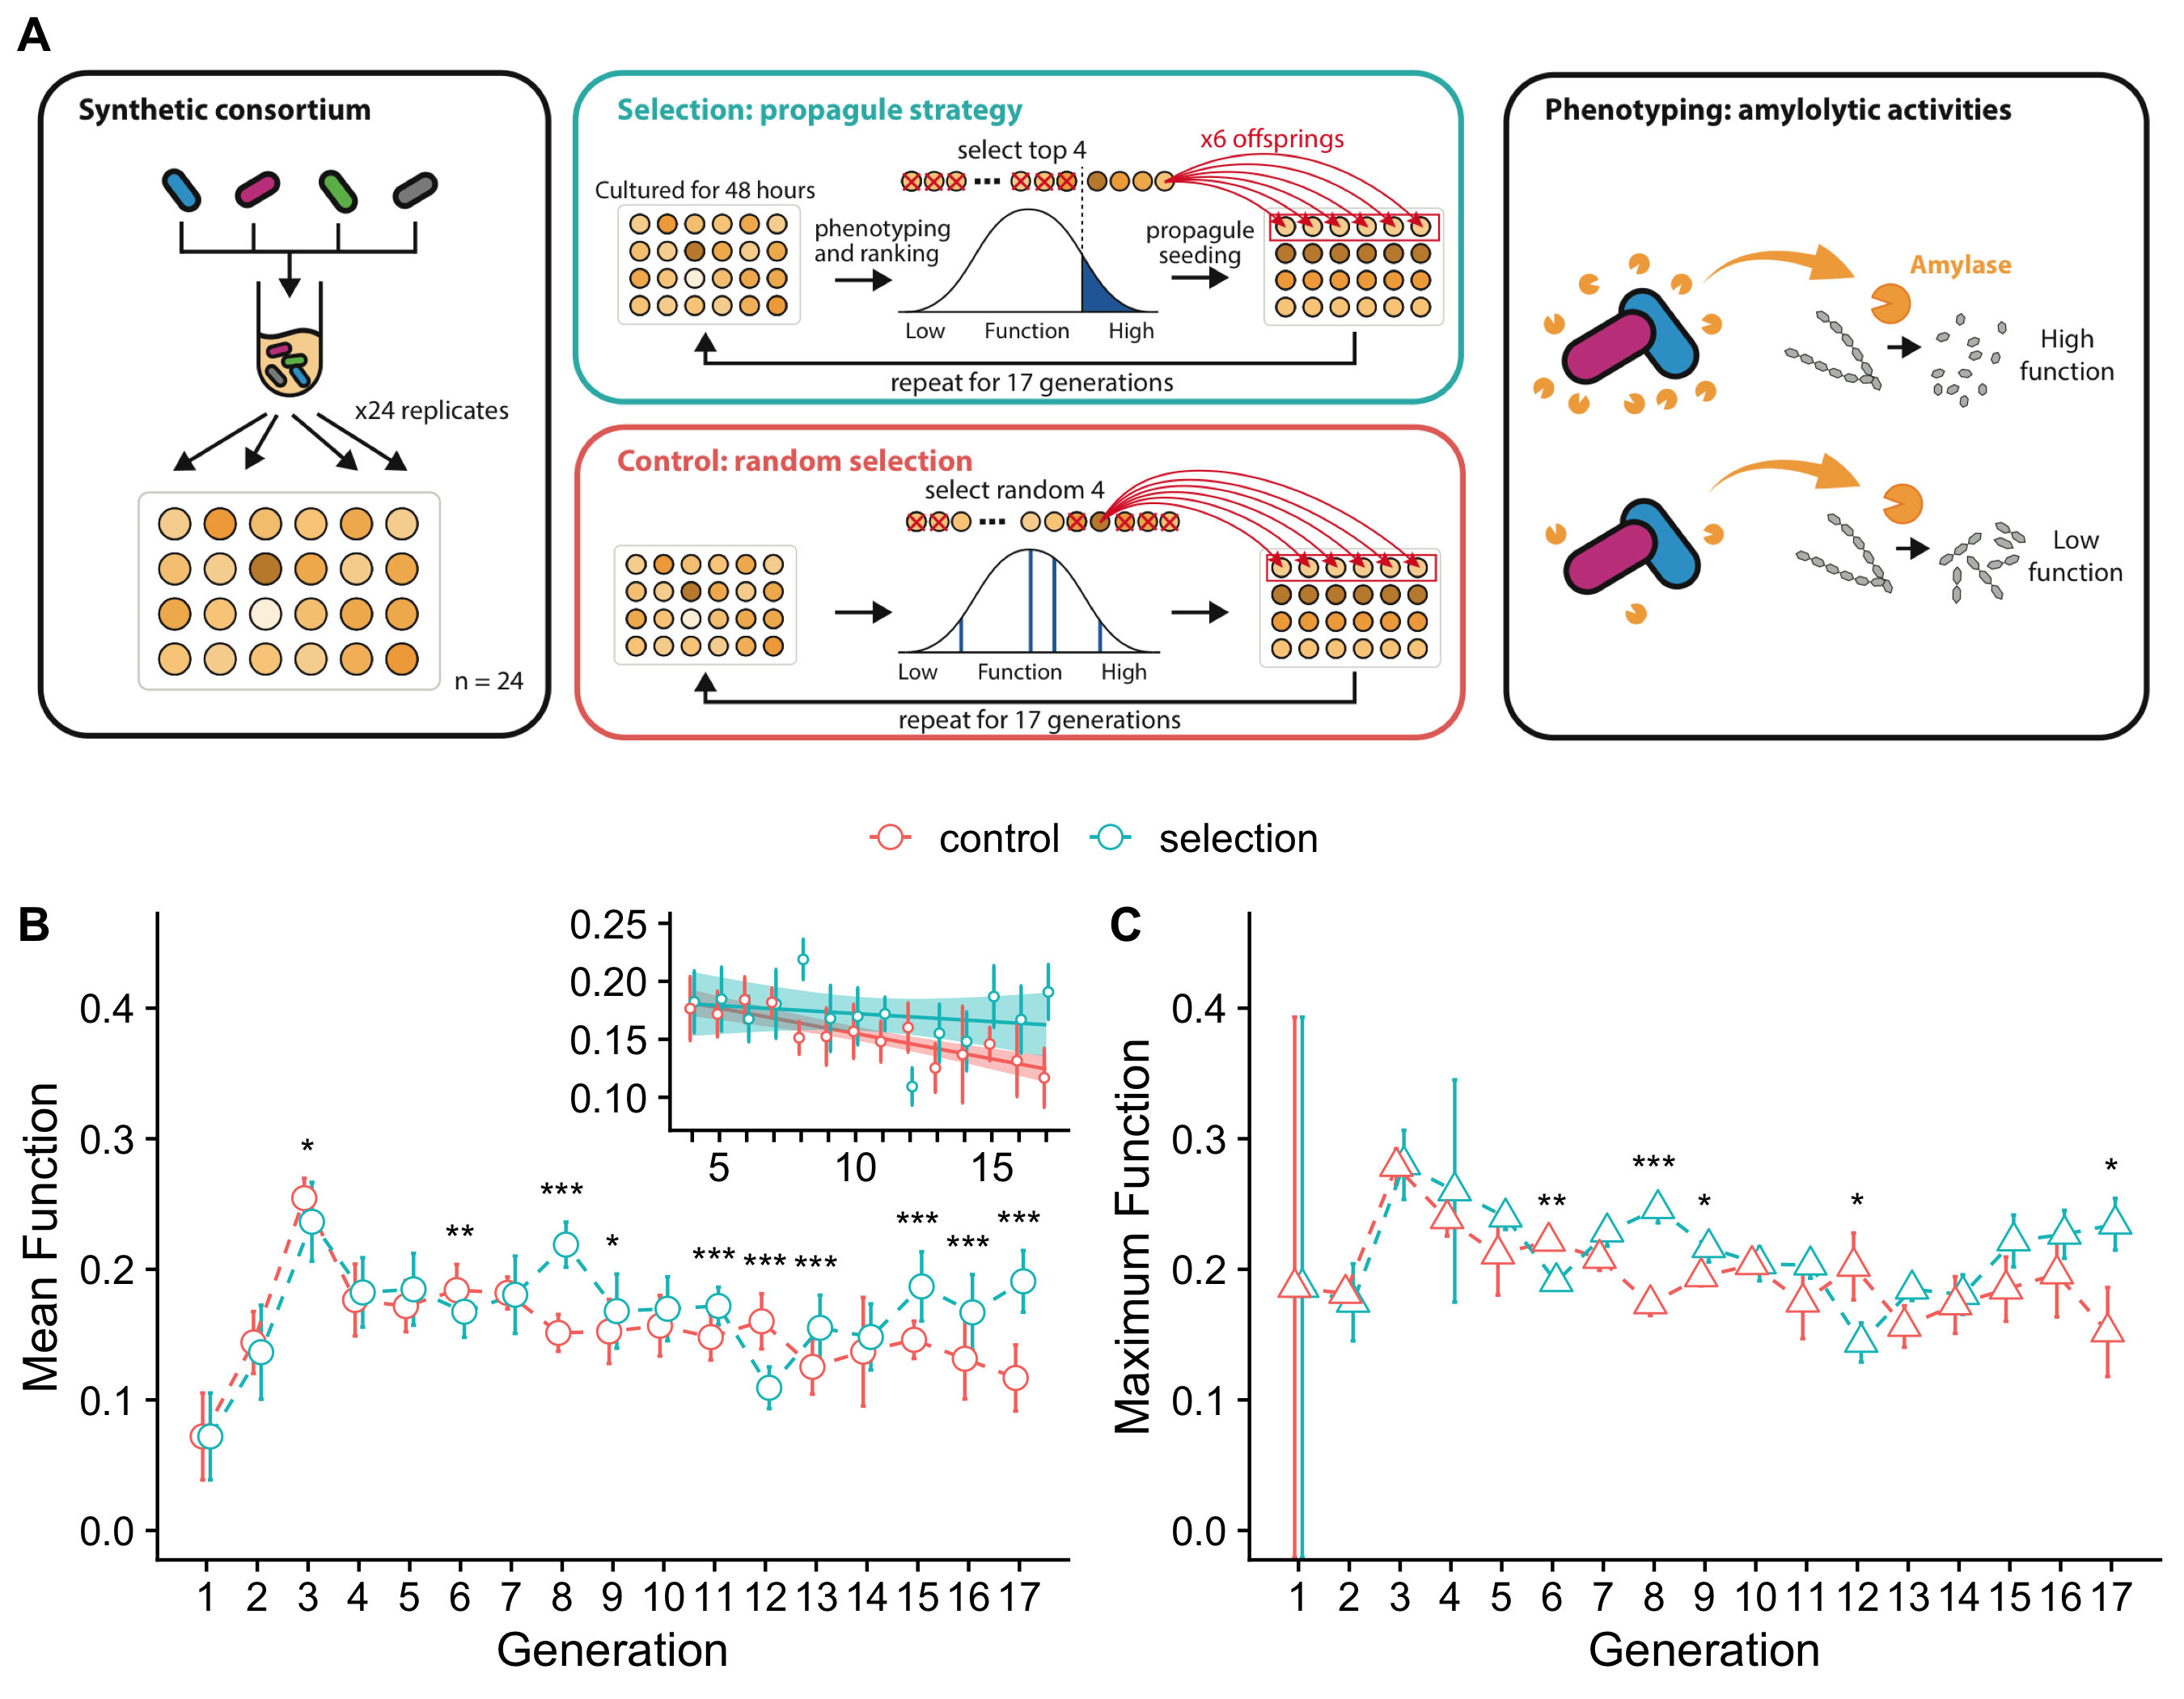 A
Synthetic consortium
x24 replicates
n = 24
Selection: propagule strategy
x6 offsprings
select top 4
Cultured for 48 hours
phenotyping
and ranking
propagule
seeding
Low Function High
repeat for 17 generations
Control: random selection
select random 4
Low Function High
repeat for 17 generations
Phenotyping: amylolytic activities
Amylase
High
function
Low
function
control selection
B
Mean Function
0.4
0.3
0.2
0.1
0.0
* ** *** * *** *** *** *** *** ***
1 2 3 4 5 6 7 8 9 10 11 12 13 14 15 16 17
Generation
0.25
0.20
0.15
0.10
5 10 15
C
Maximum Function
0.4
0.3
0.2
0.1
0.0
** *** * * *
1 2 3 4 5 6 7 8 9 10 11 12 13 14 15 16 17
Generation